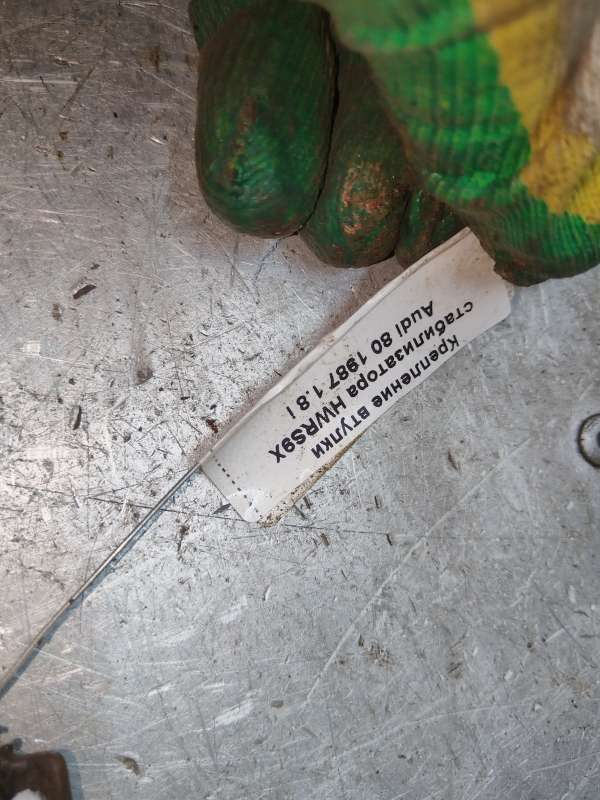 Крепление втулки
стабилизатора HWRS9X
Audi 80 1987 1.8 i